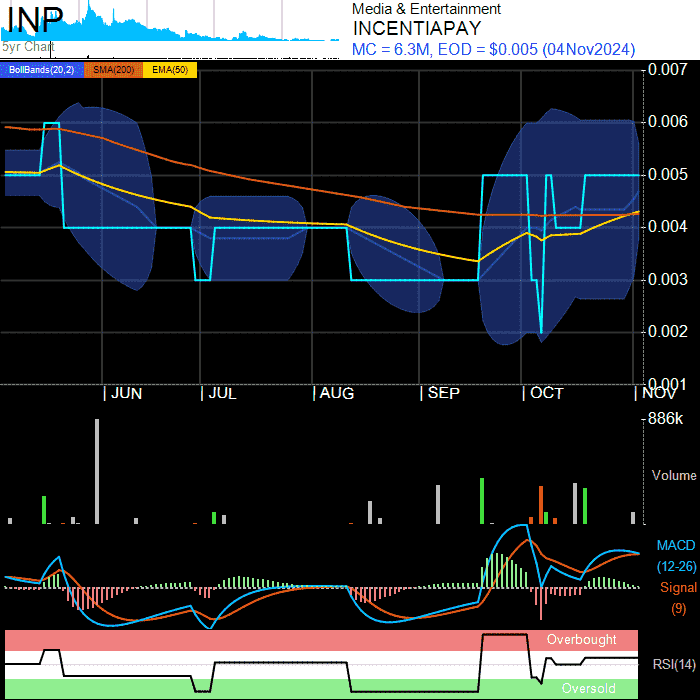 INP
5yr Chart
Media & Entertainment
INCENTIAPAY
MC = 6.3M, EOD = $0.005 (04Nov2024)
BollBands(20,2) SMA(200) EMA(50)
0.007
0.006
0.005
0.004
0.003
0.002
0.001
JUN JUL AUG SEP OCT NOV
886k
Volume
MACD
(12-26)
Signal
(9)
Overbought
RSI(14)
Oversold